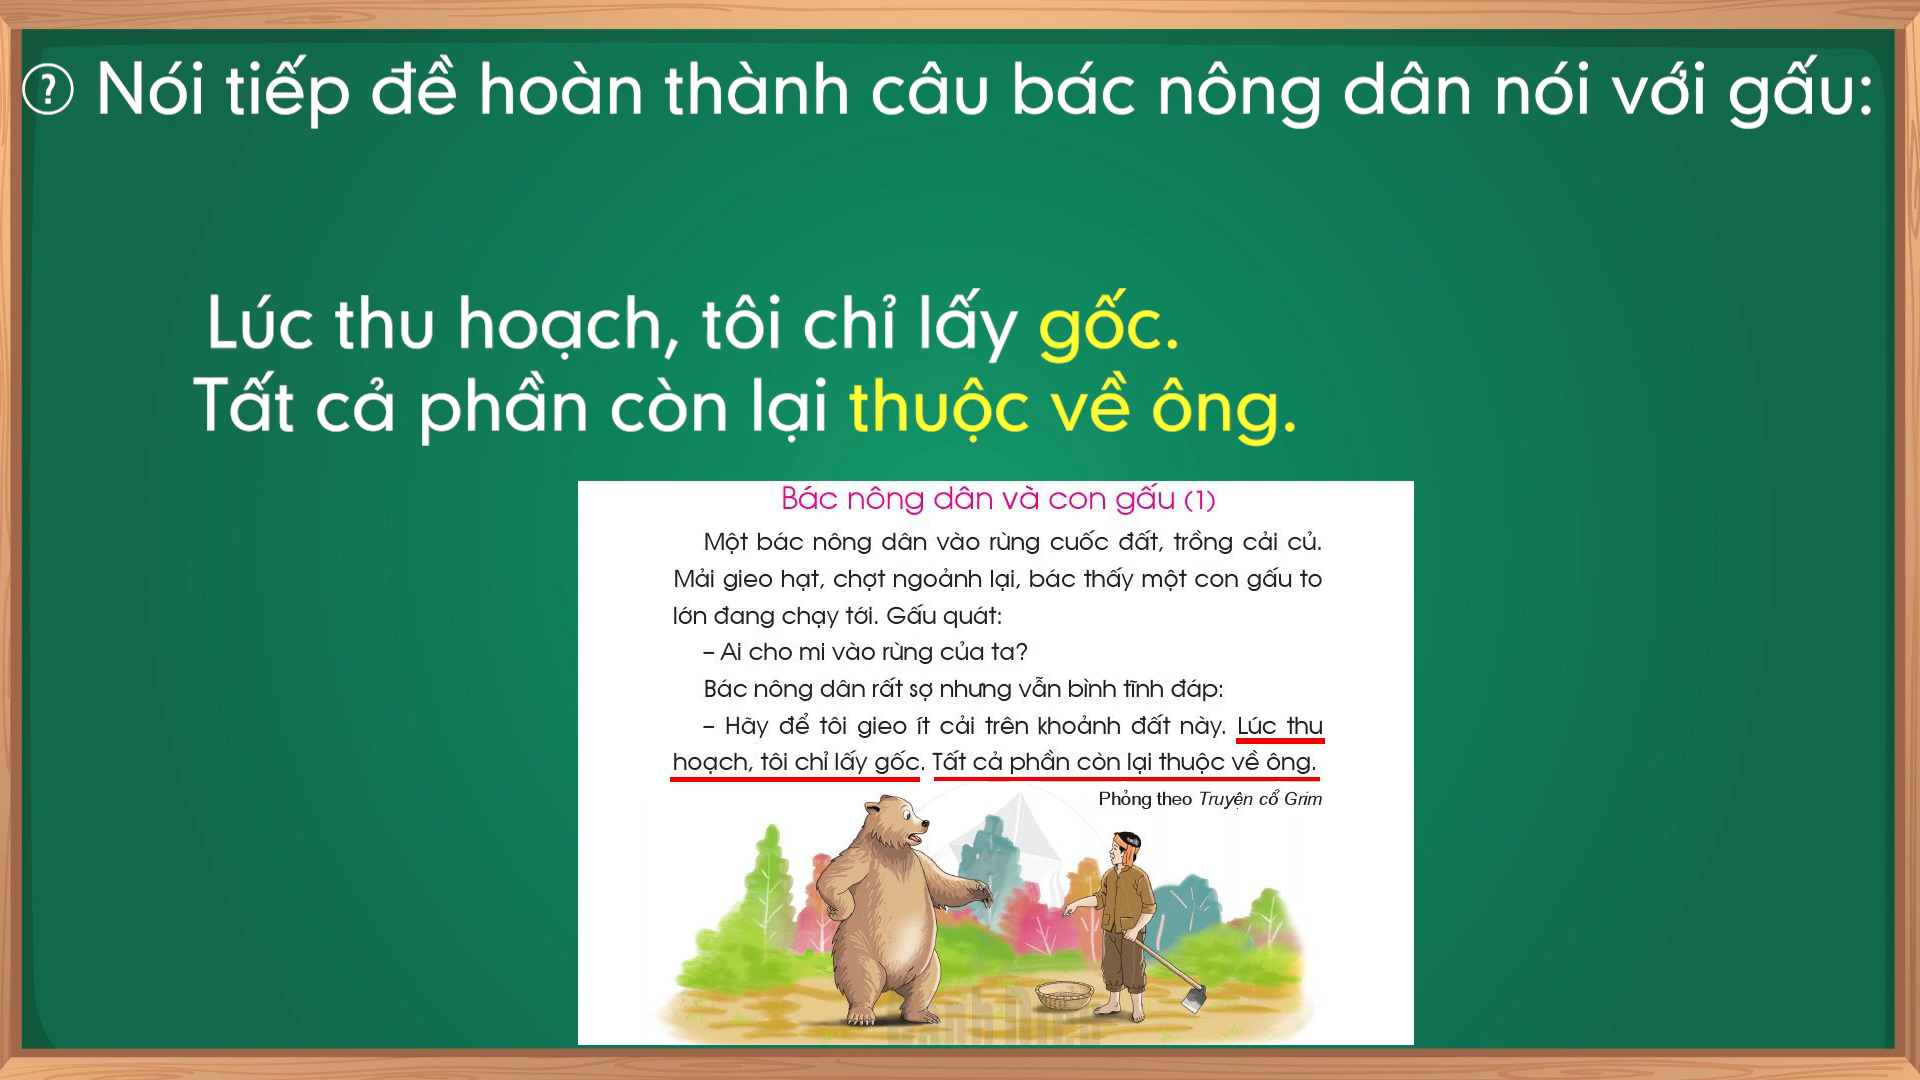 ? Nói tiếp đề hoàn thành câu bác nông dân nói với gấu:
Lúc thu hoạch, tôi chỉ lấy gốc.
Tất cả phần còn lại thuộc về ông.
Bác nông dân và con gấu (1)
Một bác nông dân vào rừng cuốc đất, trồng cải củ.
Mải gieo hạt, chợt ngoảnh lại, bác thấy một con gấu to
lớn đang chạy tới. Gấu quát:
– Ai cho mi vào rừng của ta?
Bác nông dân rất sợ nhưng vẫn bình tĩnh đáp:
– Hãy để tôi gieo ít cải trên khoảnh đất này. Lúc thu
hoạch, tôi chỉ lấy gốc. Tất cả phần còn lại thuộc về ông.
Phỏng theo Truyện cổ Grim